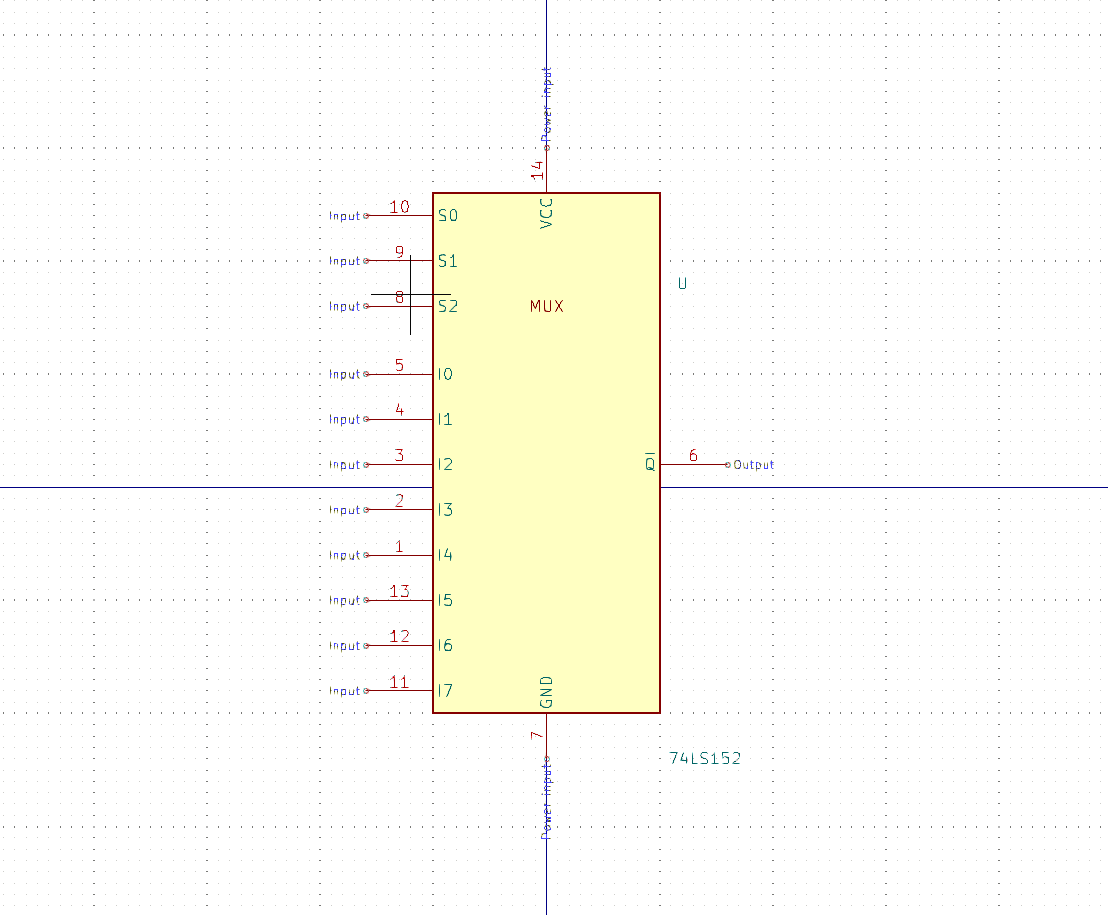 Power input
14
VCC
Input 10 S0
Input 9 S1
U
Input 8 S2
MUX
Input 5 I0
Input 4 I1
Input 3 I2
Q̅ 6 Output
Input 2 I3
Input 1 I4
Input 13 I5
Input 12 I6
Input 11 I7
GND
7
74LS152
Power input